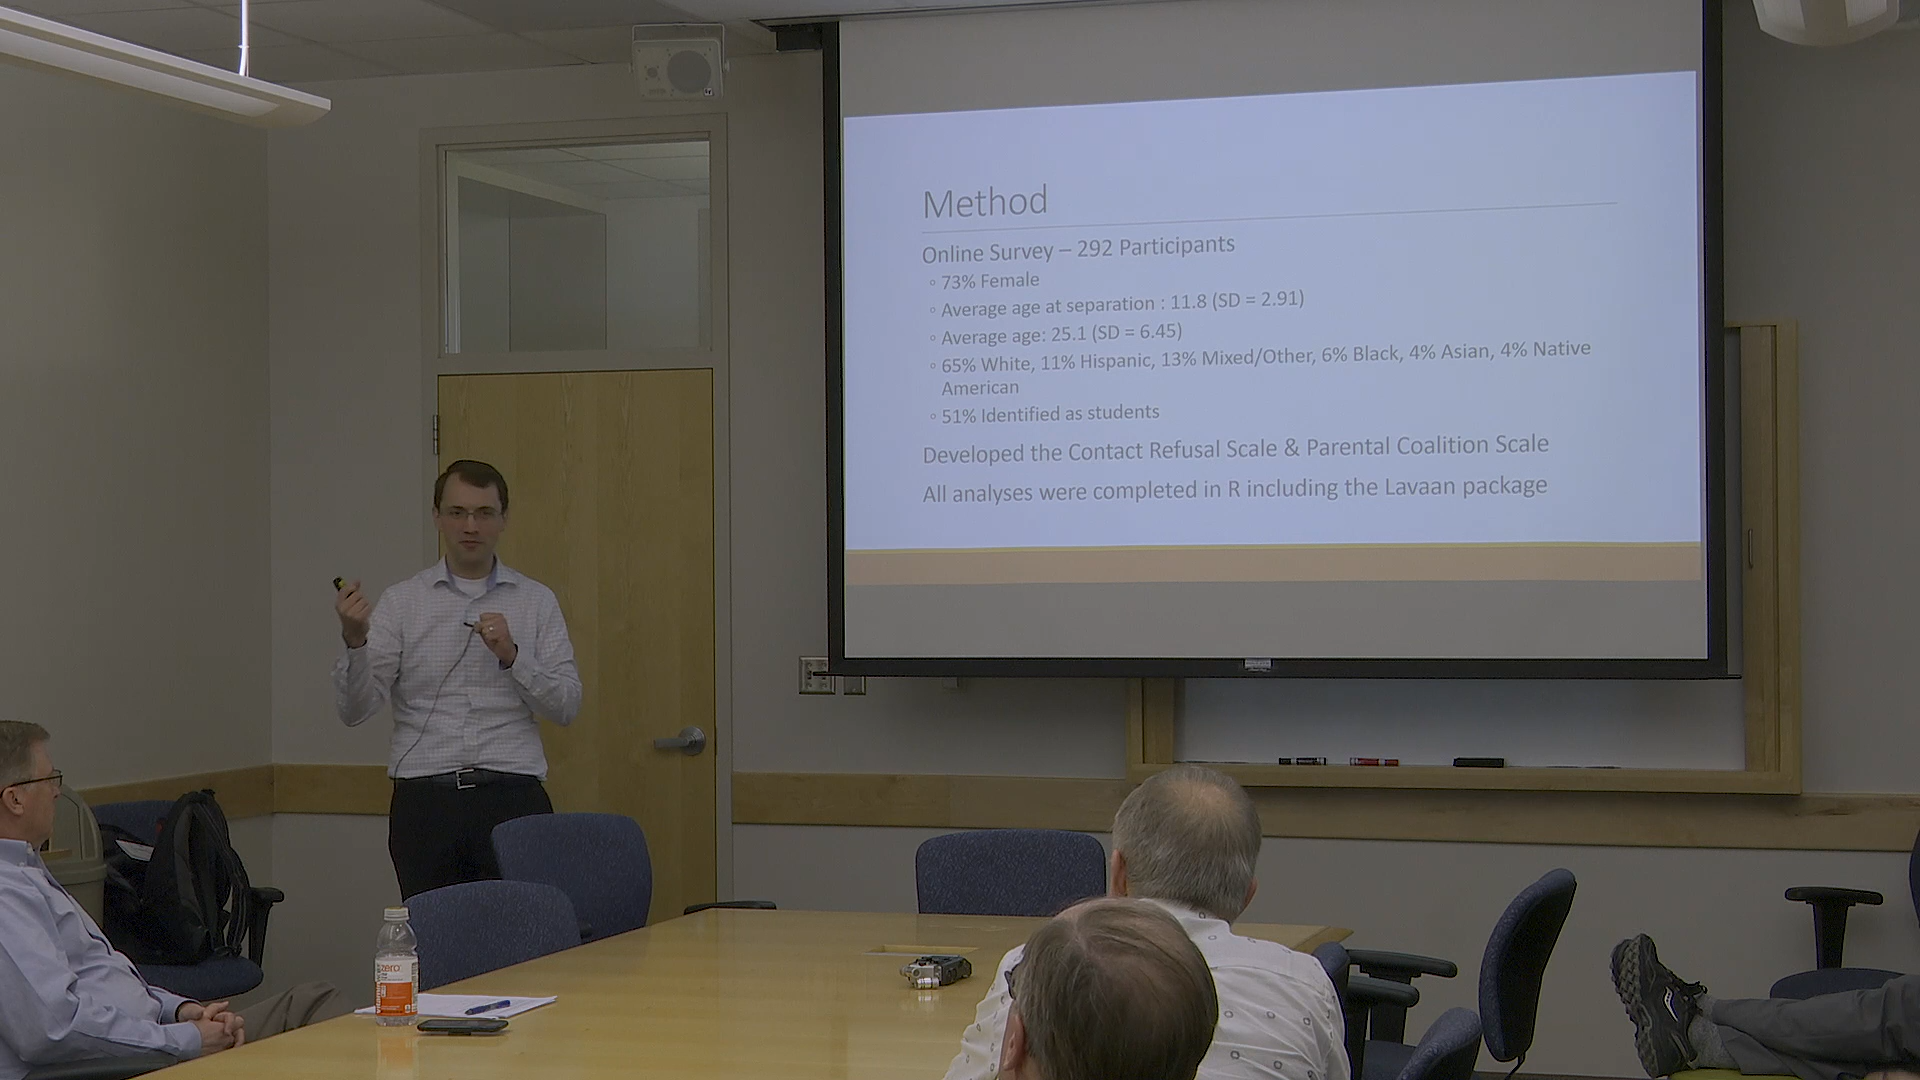 Method
Online Survey – 292 Participants
◦ 73% Female
◦ Average age at separation : 11.8 (SD = 2.91)
◦ Average age: 25.1 (SD = 6.45)
◦ 65% White, 11% Hispanic, 13% Mixed/Other, 6% Black, 4% Asian, 4% Native
American
◦ 51% Identified as students
Developed the Contact Refusal Scale & Parental Coalition Scale
All analyses were completed in R including the Lavaan package
zero